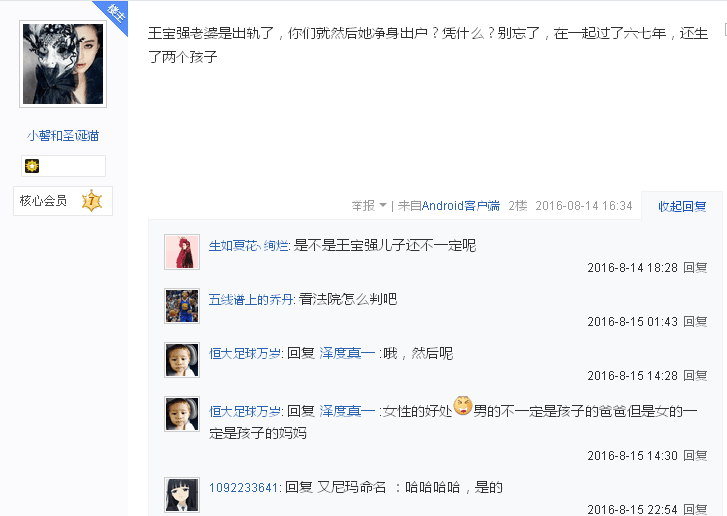 楼主
王宝强老婆是出轨了，你们就然后她净身出户？凭什么？别忘了，在一起过了六七年，还生
了两个孩子
小馨和圣诞猫
核心会员 7
举报 | 来自Android客户端 2楼 2016-08-14 16:34 收起回复
生如夏花、绚烂: 是不是王宝强儿子还不一定呢
2016-8-14 18:28 回复
五线谱上的乔丹: 看法院怎么判吧
2016-8-15 01:43 回复
恒大足球万岁: 回复 泽度真一 :哦，然后呢
2016-8-15 14:28 回复
恒大足球万岁: 回复 泽度真一 :女性的好处男的不一定是孩子的爸爸但是女的一
定是孩子的妈妈
2016-8-15 14:30 回复
1092233641: 回复 又尼玛命名 ：哈哈哈哈，是的
2016-8-15 22:54 回复